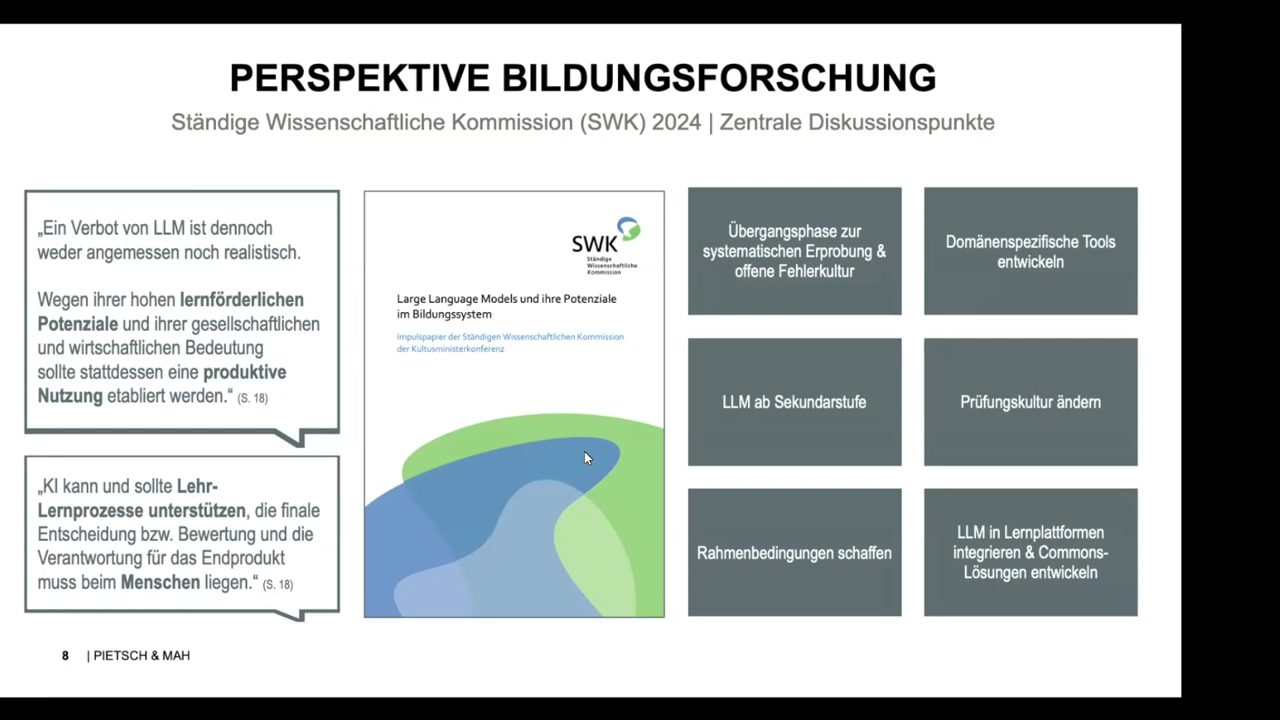 PERSPEKTIVE BILDUNGSFORSCHUNG
Ständige Wissenschaftliche Kommission (SWK) 2024 | Zentrale Diskussionspunkte
„Ein Verbot von LLM ist dennoch
weder angemessen noch realistisch.
Wegen ihrer hohen lernförderlichen
Potenziale und ihrer gesellschaftlichen
und wirtschaftlichen Bedeutung
sollte stattdessen eine produktive
Nutzung etabliert werden.“ (S. 18)
„KI kann und sollte Lehr-
Lernprozesse unterstützen, die finale
Entscheidung bzw. Bewertung und die
Verantwortung für das Endprodukt
muss beim Menschen liegen.“ (S. 18)
SWK
Ständige
Wissenschaftliche
Kommission
Large Language Models und ihre Potenziale
im Bildungssystem
Impulspapier der Ständigen Wissenschaftlichen Kommission
der Kultusministerkonferenz
Übergangsphase zur
systematischen Erprobung &
offene Fehlerkultur
Domänenspezifische Tools
entwickeln
LLM ab Sekundarstufe
Prüfungskultur ändern
Rahmenbedingungen schaffen
LLM in Lernplattformen
integrieren & Commons-
Lösungen entwickeln
8 | PIETSCH & MAH